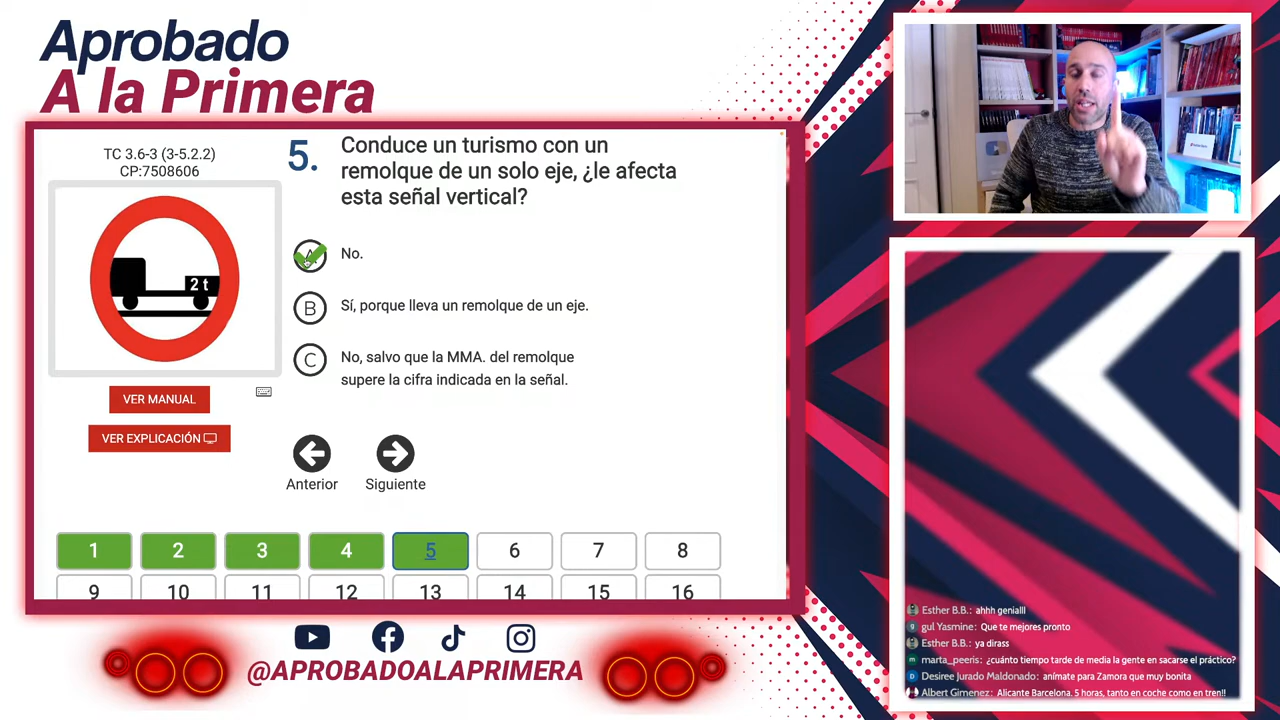 Aprobado
A la Primera
TC 3.6-3 (3-5.2.2)
CP:7508606
2 t
VER MANUAL
VER EXPLICACIÓN
5.
Conduce un turismo con un
remolque de un solo eje, ¿le afecta
esta señal vertical?
No.
B
Sí, porque lleva un remolque de un eje.
C
No, salvo que la MMA. del remolque
supere la cifra indicada en la señal.
Anterior
Siguiente
1 2 3 4 5 6 7 8
9 10 11 12 13 14 15 16
@APROBADOALAPRIMERA
Esther B.B.: ahhh genialll
g gul Yasmine: Que te mejores pronto
Esther B.B.: ya dirass
m marta_peeris: ¿cuánto tiempo tarde de media la gente en sacarse el práctico?
D Desiree Jurado Maldonado: anímate para Zamora que muy bonita
Albert Gimenez: Alicante Barcelona. 5 horas, tanto en coche como en tren!!